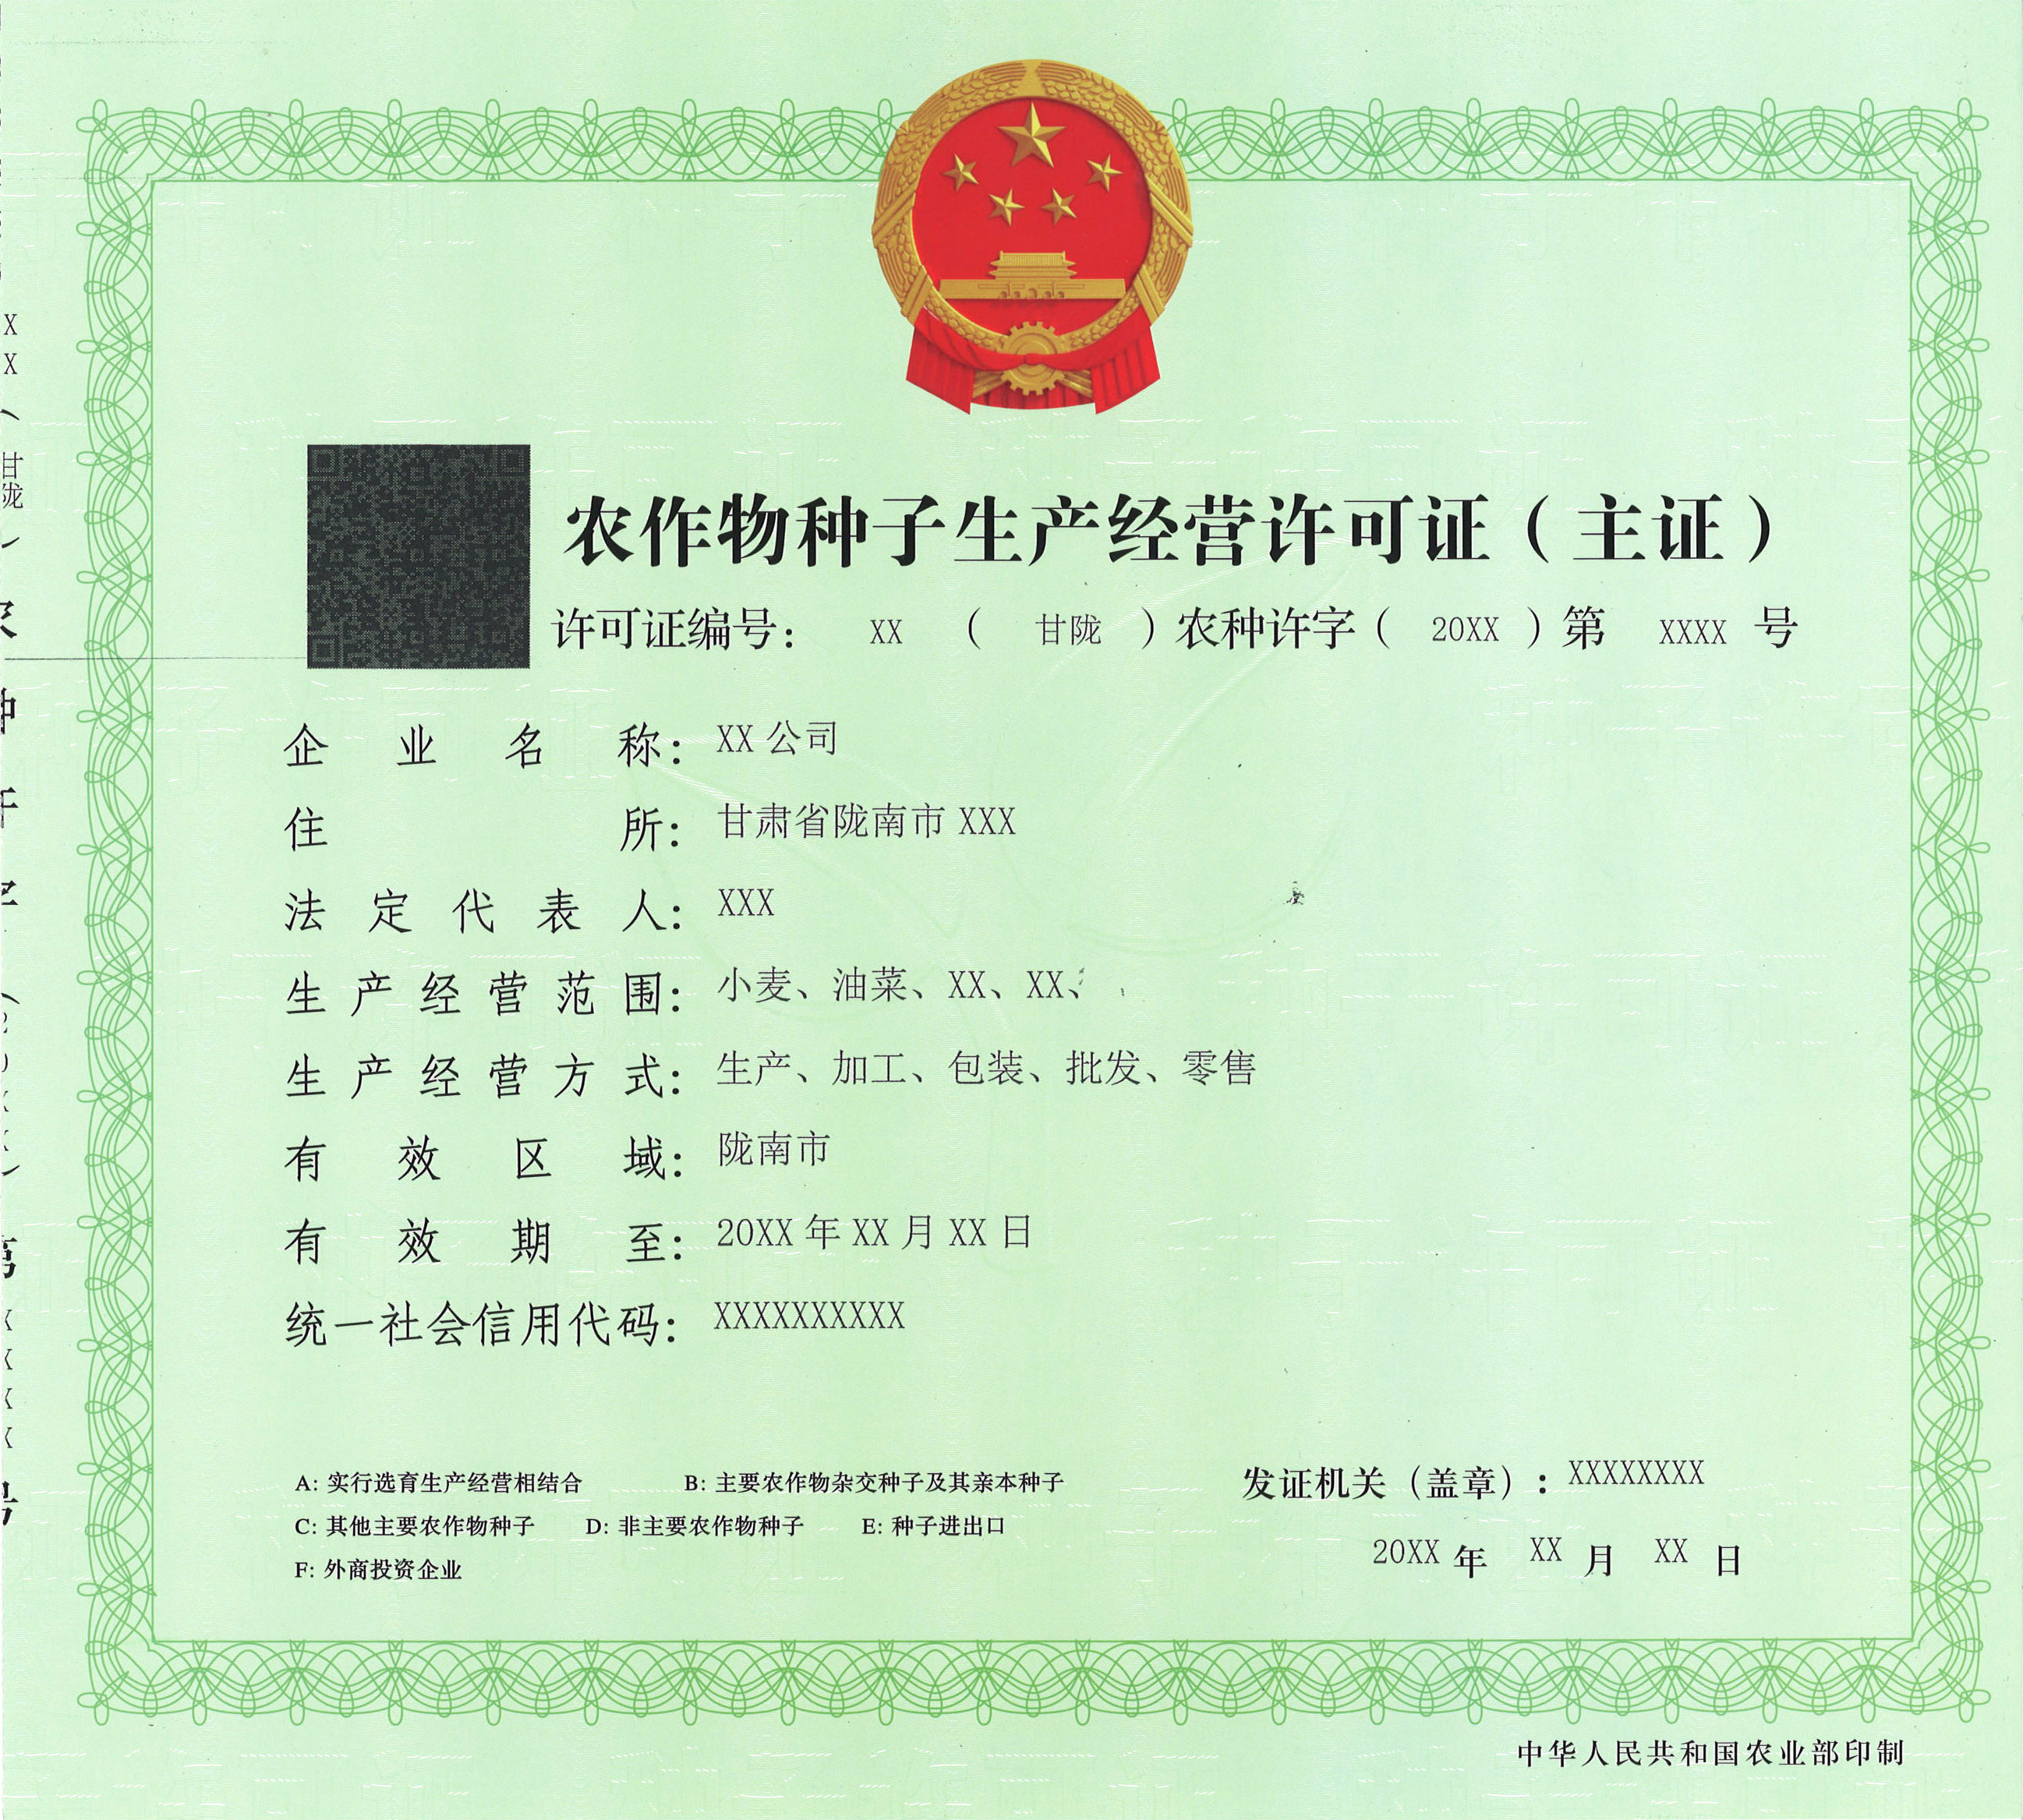 农作物种子生产经营许可证（主证）
许可证编号： XX （ 甘陇 ）农种许字（ 20XX ）第 XXXX 号
企业名称：XX 公司
住所：甘肃省陇南市 XXX
法定代表人：XXX
生产经营范围：小麦、油菜、XX、XX、
生产经营方式：生产、加工、包装、批发、零售
有效区域：陇南市
有效期至：20XX 年 XX 月 XX 日
统一社会信用代码：XXXXXXXXXX
A: 实行选育生产经营相结合 B: 主要农作物杂交种子及其亲本种子
C: 其他主要农作物种子 D: 非主要农作物种子 E: 种子进出口
F: 外商投资企业
发证机关（盖章）：XXXXXXXX
20XX 年 XX 月 XX 日
中华人民共和国农业部印制